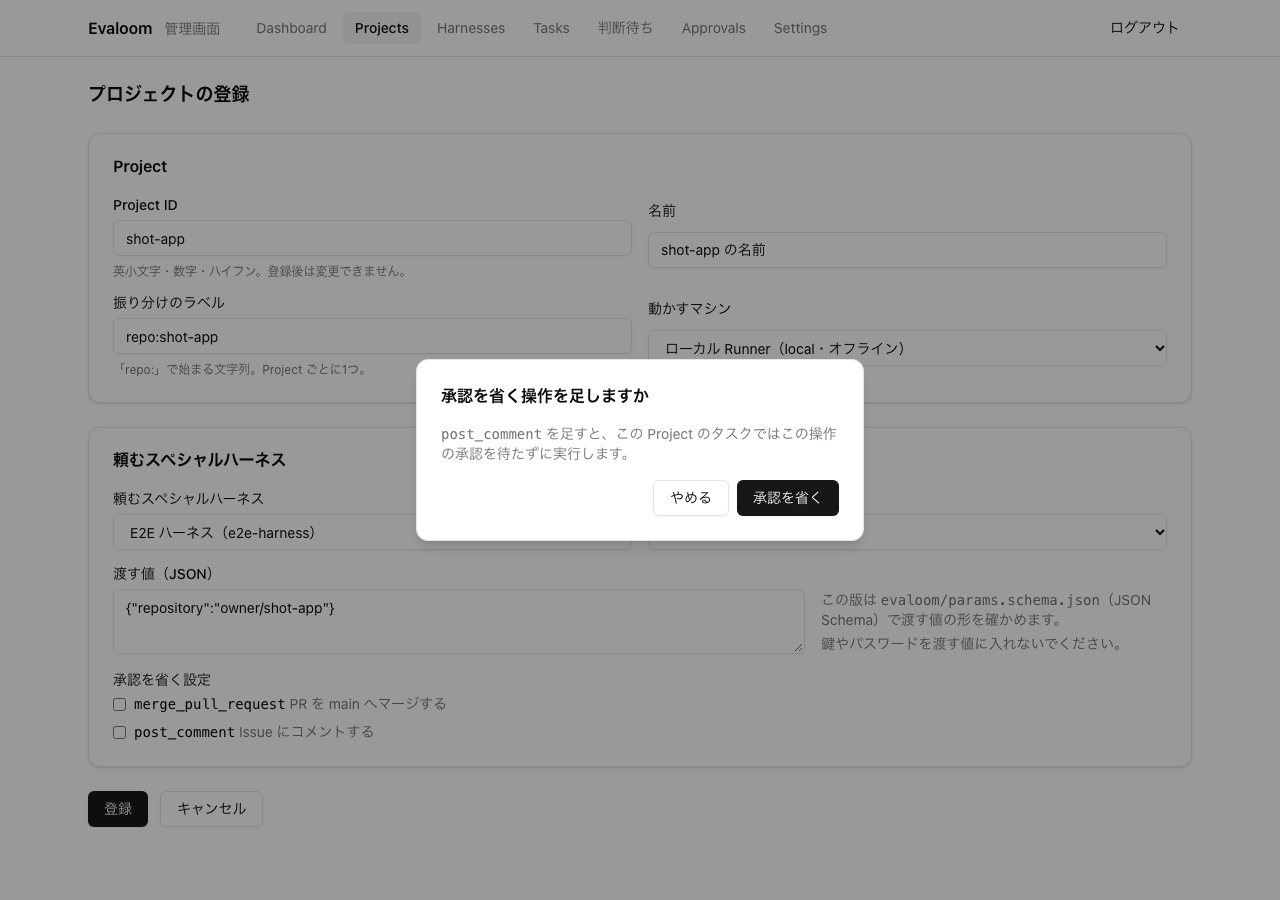 Evaloom 管理画面 Dashboard Projects Harnesses Tasks 判断待ち Approvals Settings ログアウト
プロジェクトの登録
Project
Project ID
shot-app
英小文字・数字・ハイフン。登録後は変更できません。
名前
shot-app の名前
振り分けのラベル
repo:shot-app
「repo:」で始まる文字列。Project ごとに1つ。
動かすマシン
ローカル Runner（local・オフライン）
承認を省く操作を足しますか
post_comment を足すと、この Project のタスクではこの操作
の承認を待たずに実行します。
やめる 承認を省く
頼むスペシャルハーネス
頼むスペシャルハーネス
E2E ハーネス（e2e-harness）
渡す値（JSON）
{"repository":"owner/shot-app"}
この版は evaloom/params.schema.json（JSON
Schema）で渡す値の形を確かめます。
鍵やパスワードを渡す値に入れないでください。
承認を省く設定
merge_pull_request PR を main へマージする
post_comment Issue にコメントする
登録 キャンセル